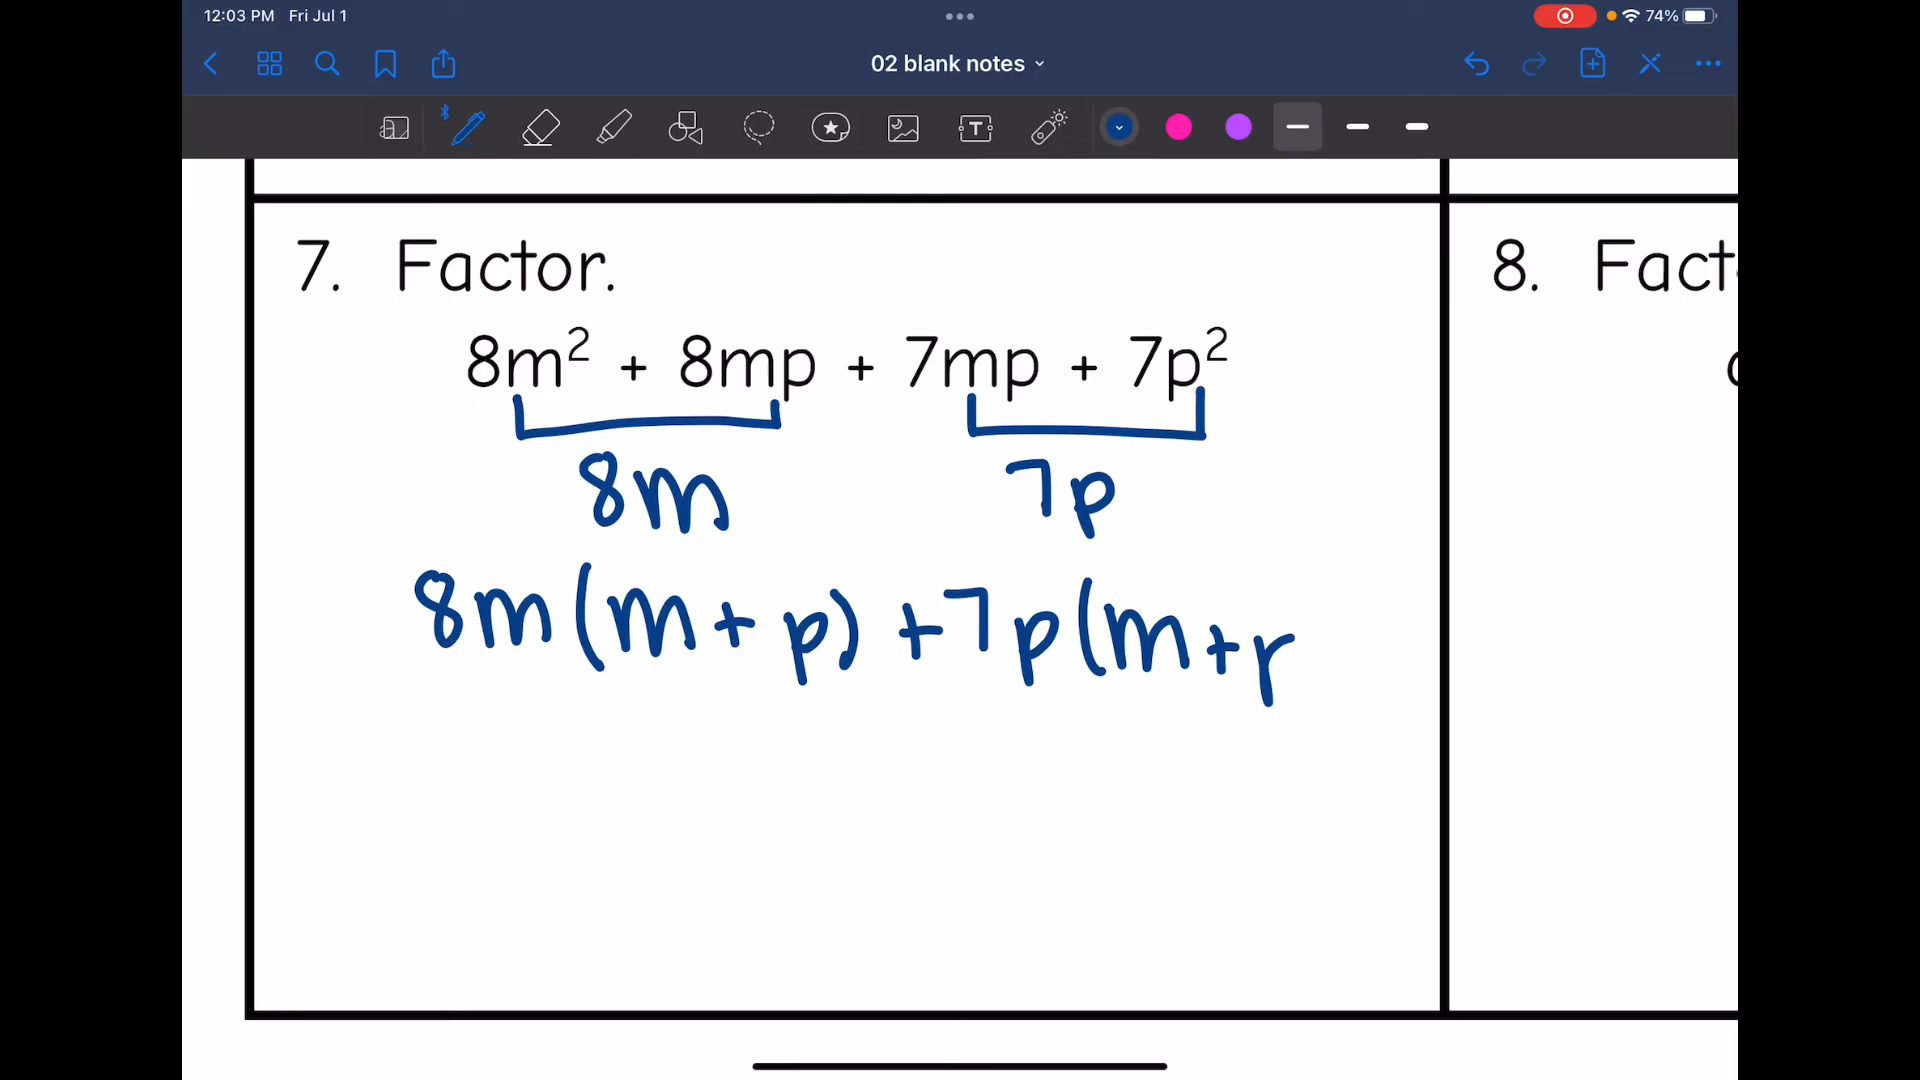 12:03 PM Fri Jul 1
74%
02 blank notes
7. Factor.
8m² + 8mp + 7mp + 7p²
8m 7p
8m(m + p) + 7p(m + r
8.